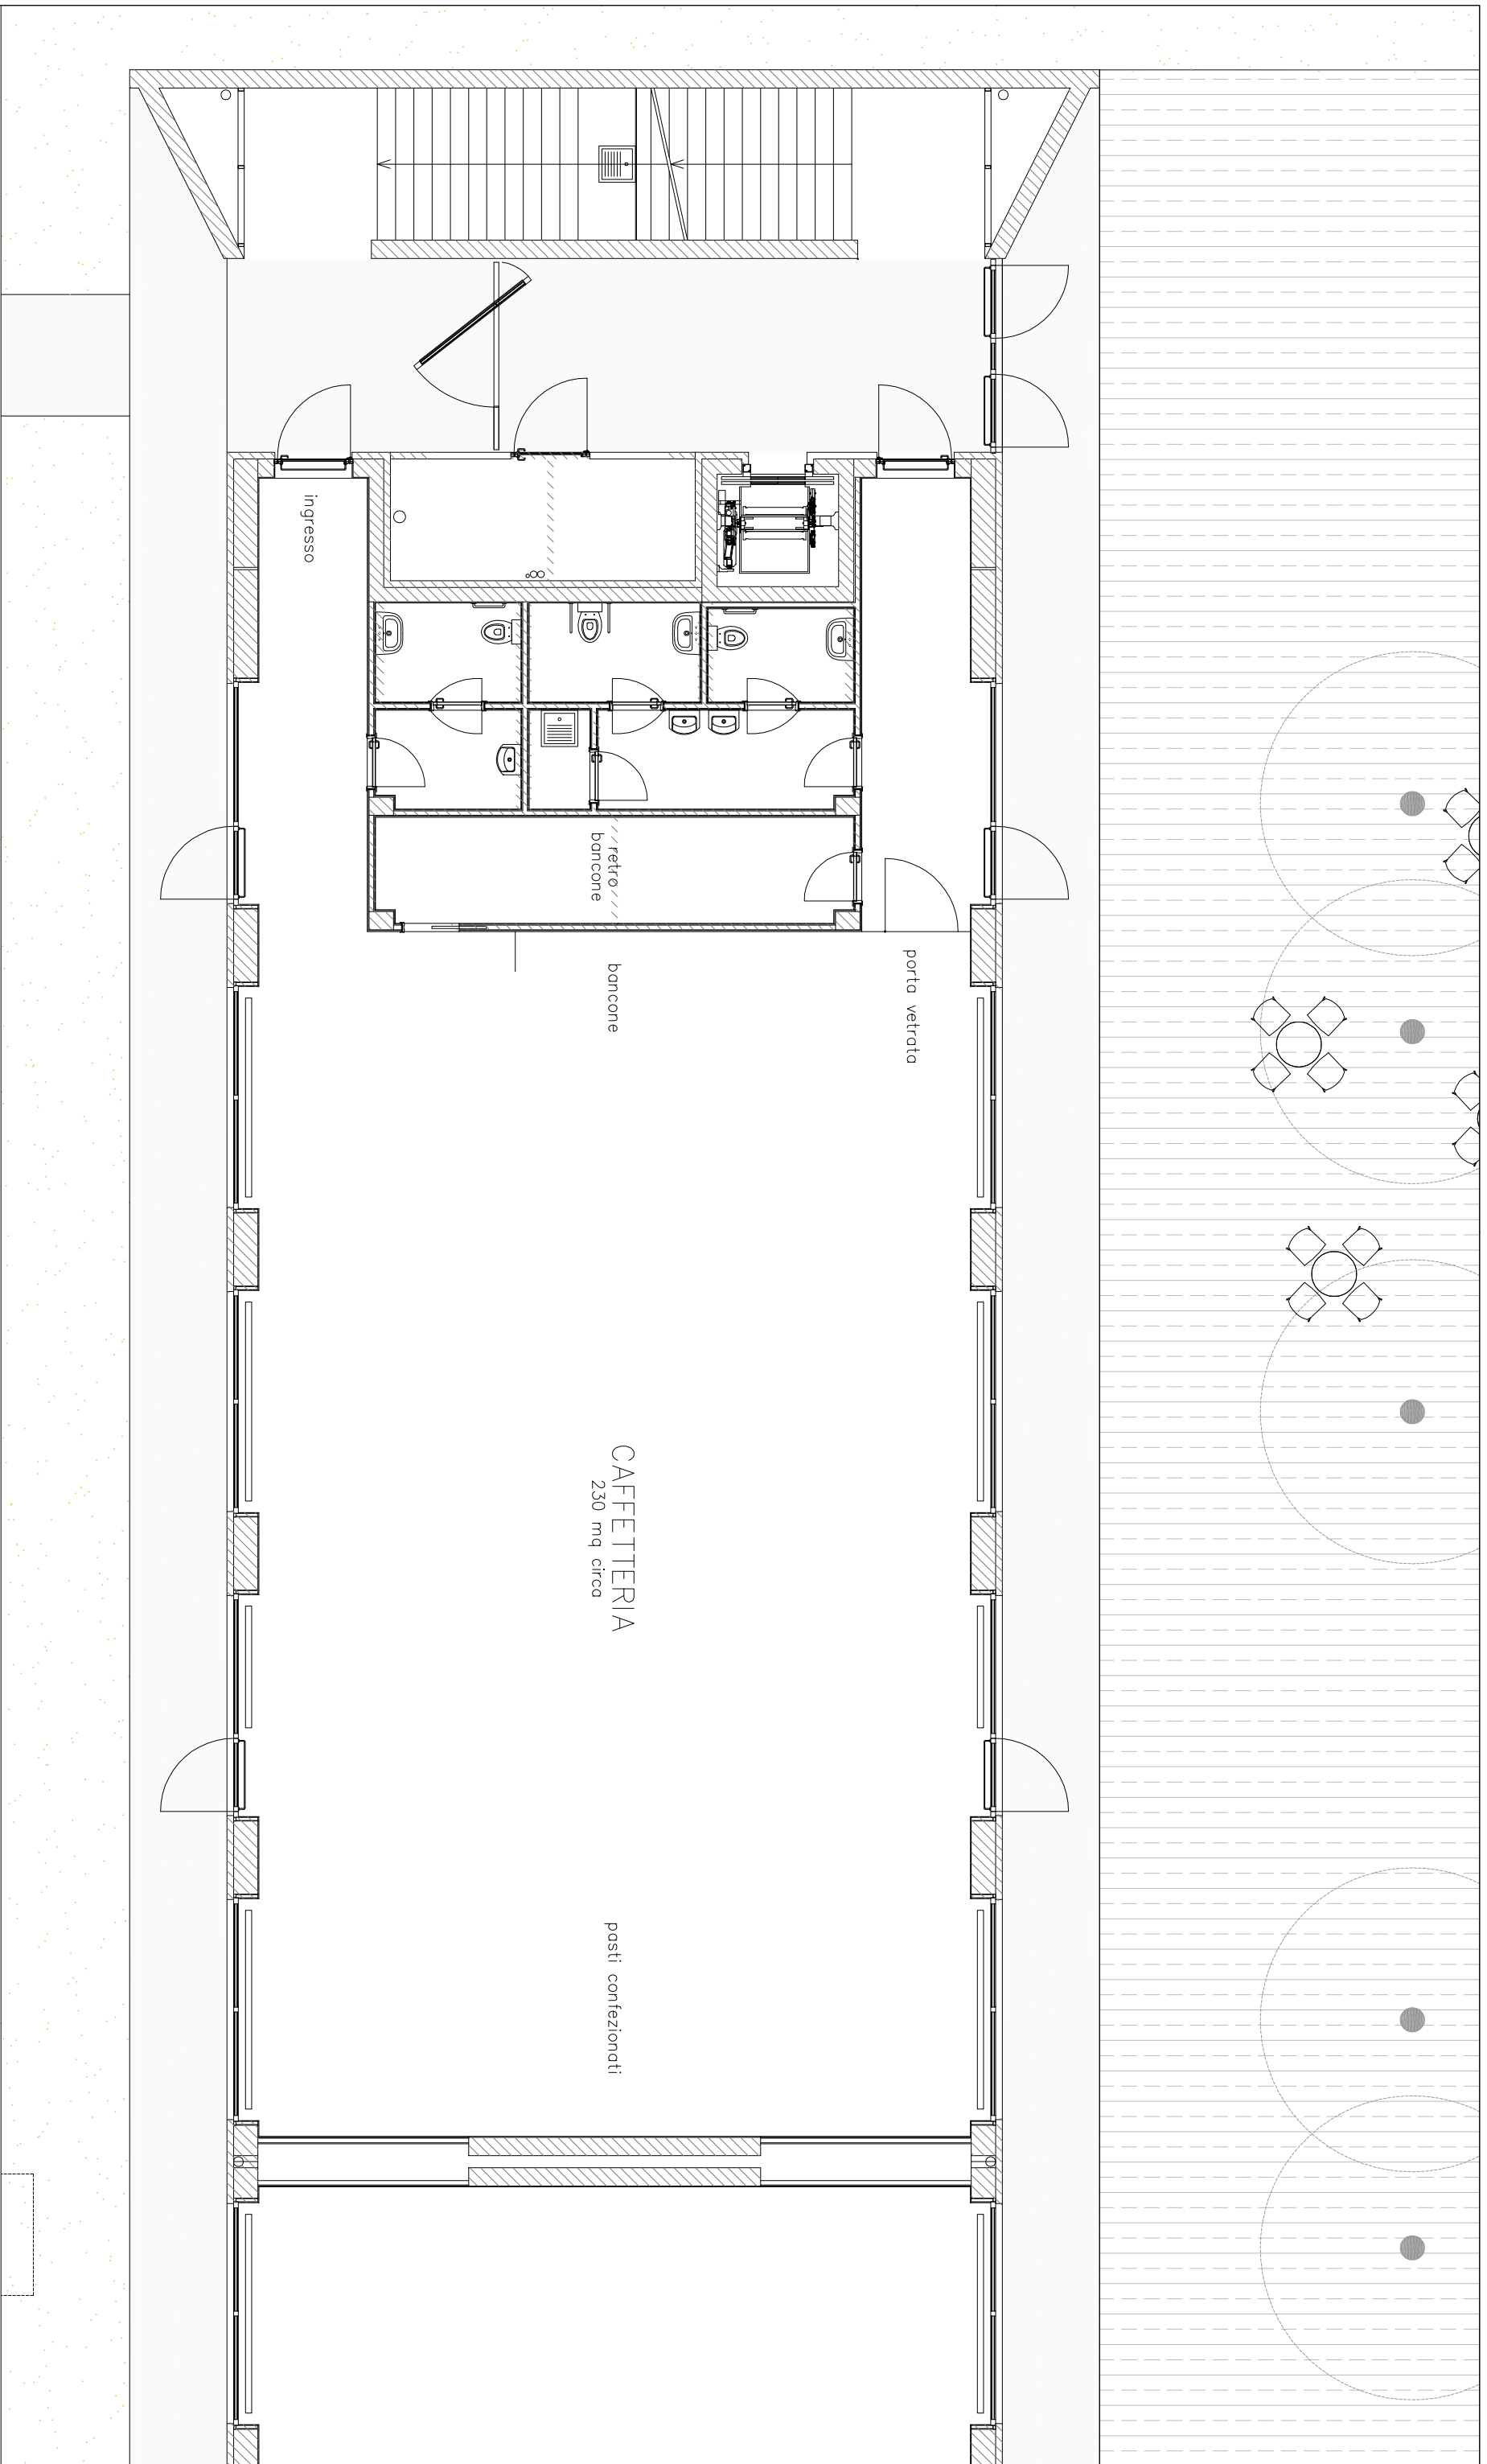 ingresso
retro
bancone
bancone
porta vetrata
CAFFETTERIA
230 mq circa
pasti confezionati